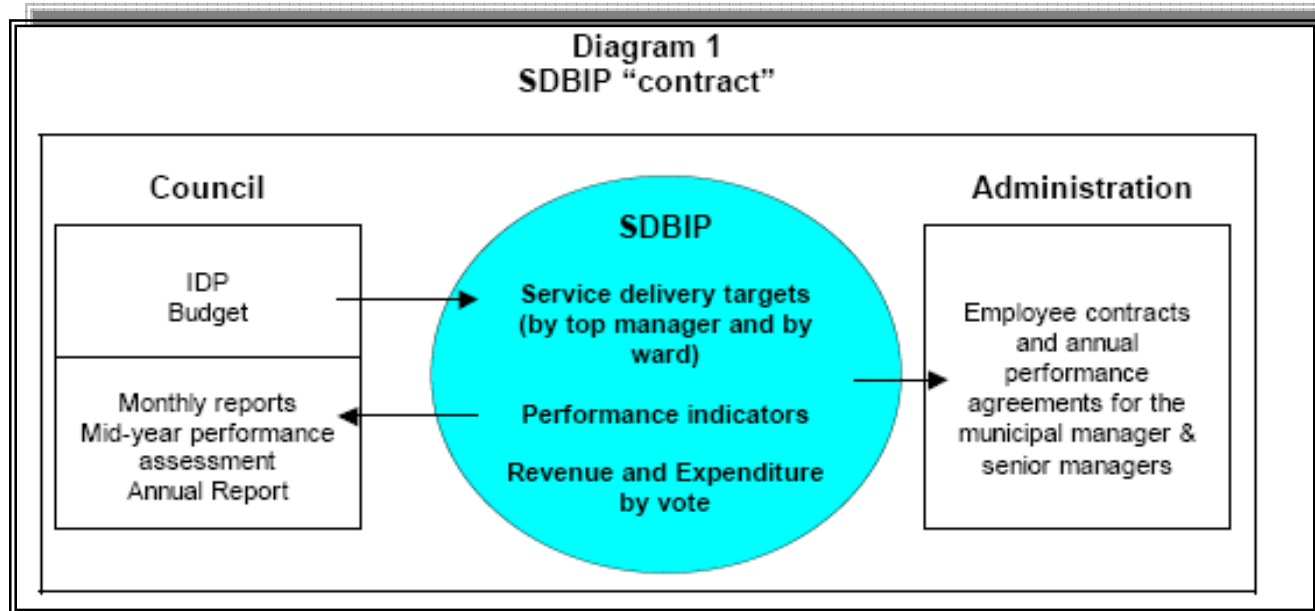 Diagram 1
SDBIP “contract”
Council
IDP
Budget
Monthly reports
Mid-year performance
assessment
Annual Report
SDBIP
Service delivery targets
(by top manager and by
ward)
Performance indicators
Revenue and Expenditure
by vote
Administration
Employee contracts
and annual
performance
agreements for the
municipal manager &
senior managers